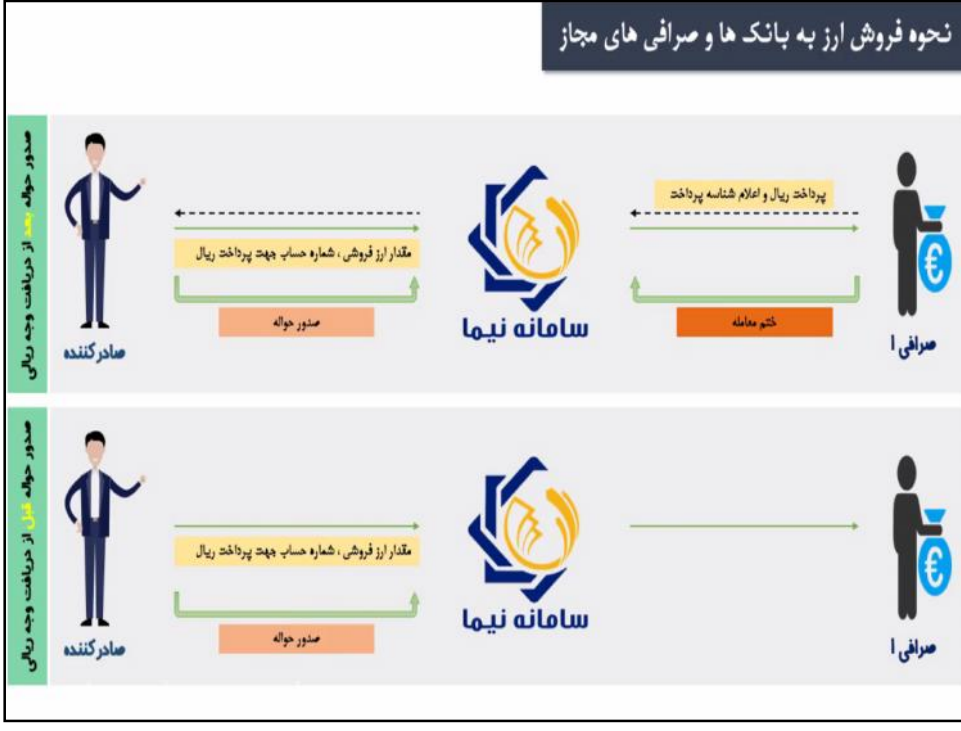 نحوه فروش ارز به بانک ها و صرافی های مجاز
صدور حواله بعد از دریافت وجه ریالی
پرداخت ریال و اعلام شناسه پرداخت
مقدار ارز فروشی ، شماره حساب جهت پرداخت ریال
صدور حواله
ختم معامله
سامانه نیما
صادرکننده
صرافی أ
صدور حواله قبل از دریافت وجه ریالی
مقدار ارز فروشی ، شماره حساب جهت پرداخت ریال
صدور حواله
سامانه نیما
صادرکننده
صرافی أ